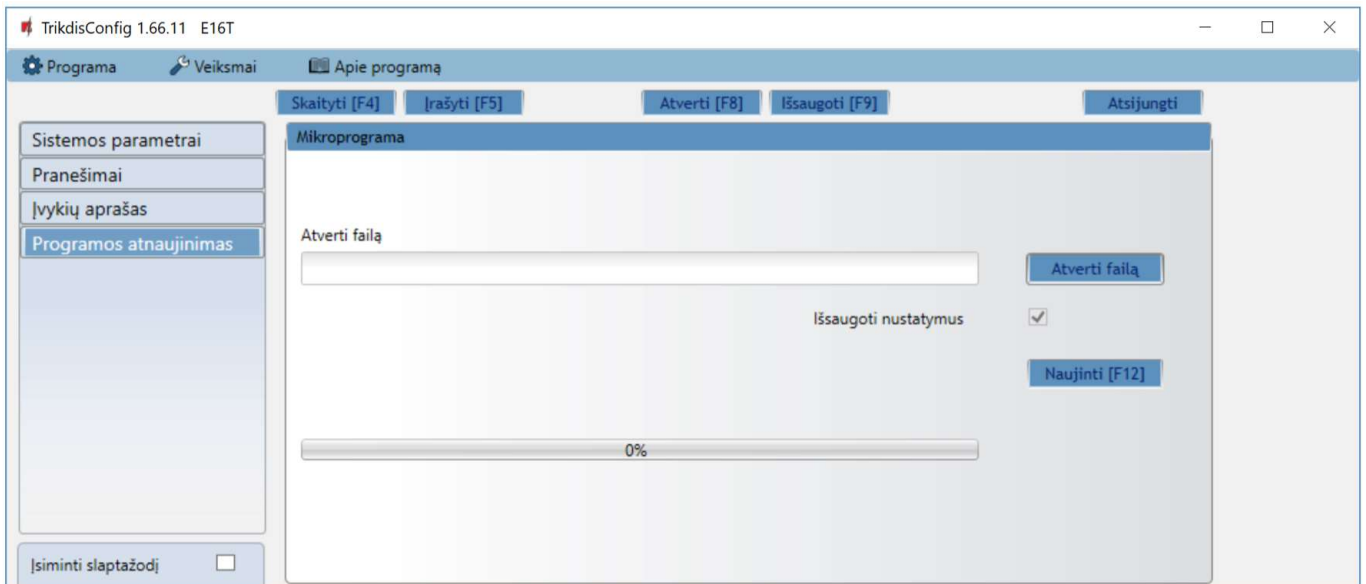 TrikdisConfig 1.66.11 E16T
Programa Veiksmai Apie programą
Skaityti [F4] Įrašyti [F5] Atverti [F8] Išsaugoti [F9] Atsijungti
Sistemos parametrai
Pranešimai
Įvykių aprašas
Programos atnaujinimas
Įsiminti slaptažodį
Mikroprograma
Atverti failą
Atverti failą
Išsaugoti nustatymus
Naujinti [F12]
0%